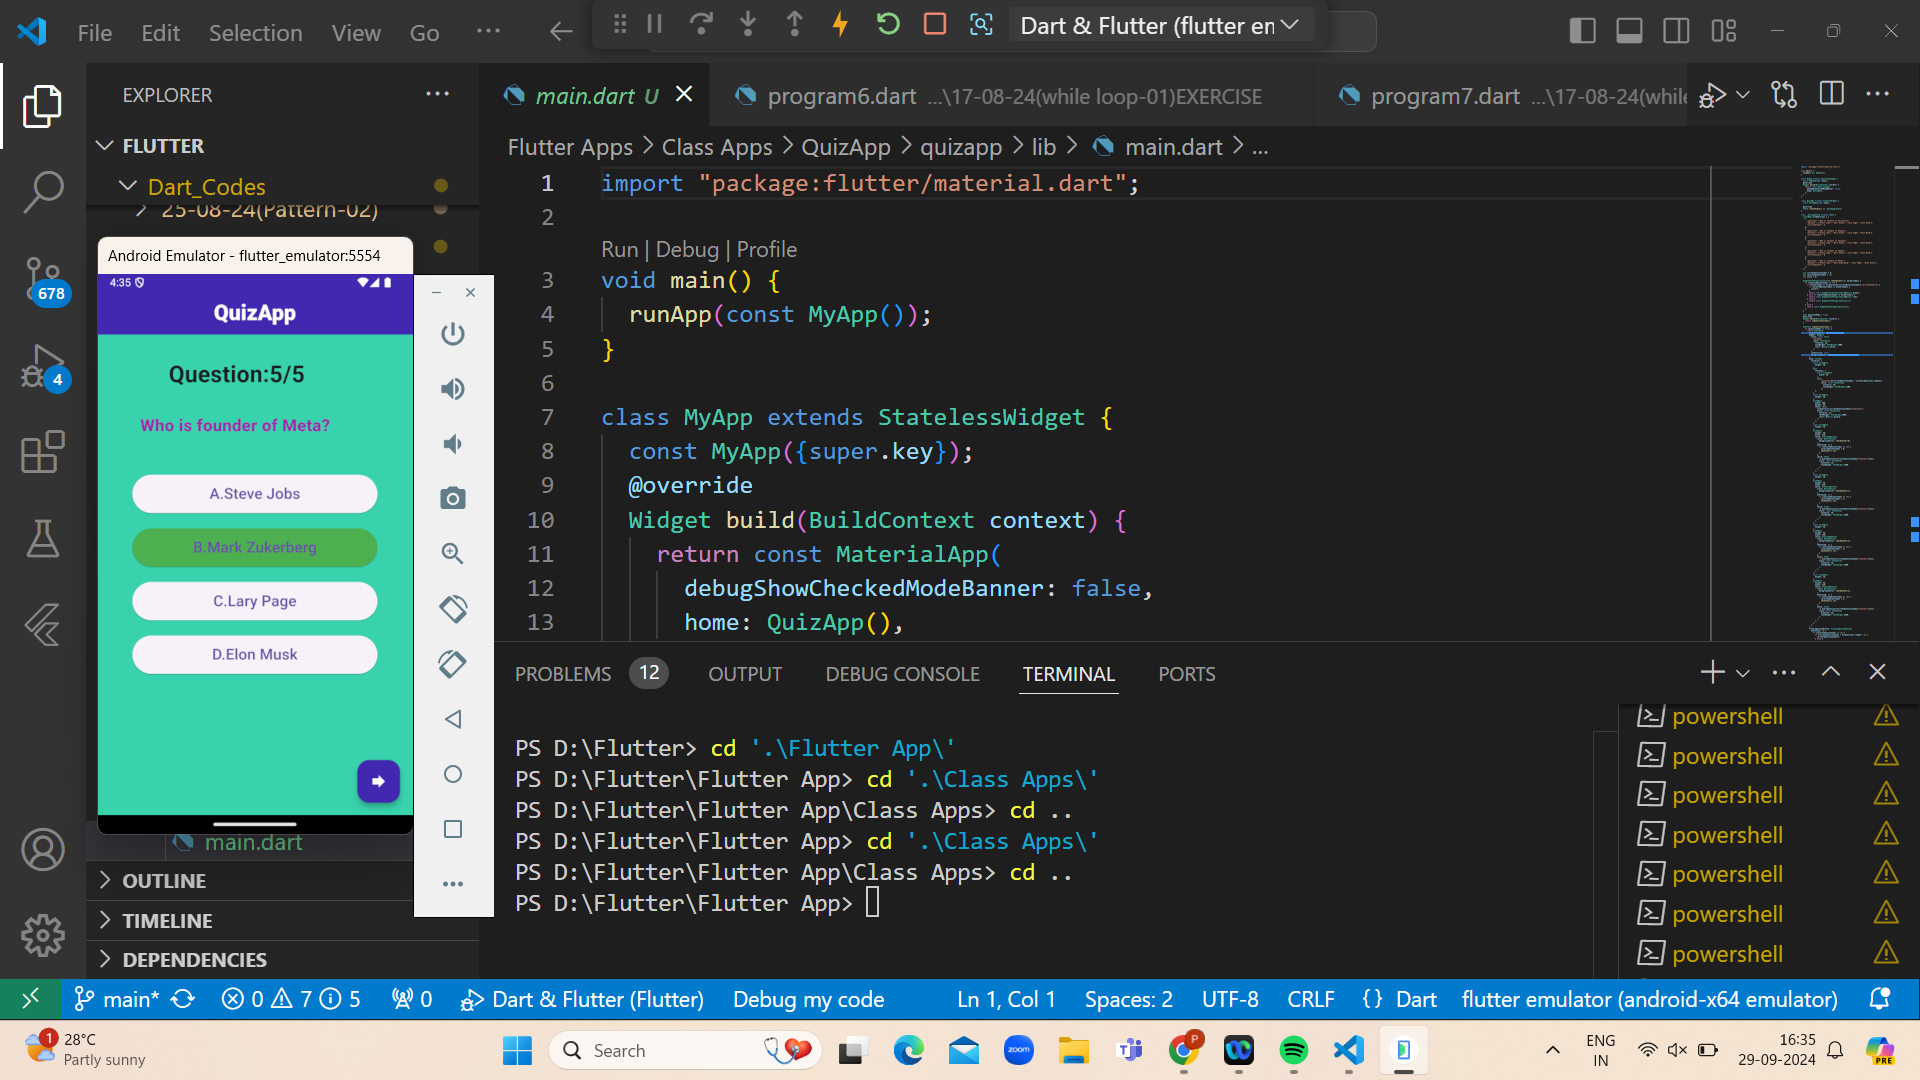 File Edit Selection View Go ...
Dart & Flutter (flutter en
EXPLORER
main.dart U
program6.dart ...\17-08-24(while loop-01)EXERCISE
program7.dart ...\17-08-24(while
FLUTTER
Flutter Apps > Class Apps > QuizApp > quizapp > lib > main.dart > ...
Dart_Codes
25-08-24(Pattern-02)
1 import "package:flutter/material.dart";
2
Run | Debug | Profile
3 void main() {
4 runApp(const MyApp());
5 }
6
7 class MyApp extends StatelessWidget {
8 const MyApp({super.key});
9 @override
10 Widget build(BuildContext context) {
11 return const MaterialApp(
12 debugShowCheckedModeBanner: false,
13 home: QuizApp(),
678
4
Android Emulator - flutter_emulator:5554
4:35
QuizApp
Question:5/5
Who is founder of Meta?
A.Steve Jobs
B.Mark Zukerberg
C.Lary Page
D.Elon Musk
main.dart
OUTLINE
TIMELINE
DEPENDENCIES
PROBLEMS 12 OUTPUT DEBUG CONSOLE TERMINAL PORTS
PS D:\Flutter> cd '.\Flutter App\'
PS D:\Flutter\Flutter App> cd '.\Class Apps\'
PS D:\Flutter\Flutter App\Class Apps> cd ..
PS D:\Flutter\Flutter App> cd '.\Class Apps\'
PS D:\Flutter\Flutter App\Class Apps> cd ..
PS D:\Flutter\Flutter App>
powershell
powershell
powershell
powershell
powershell
powershell
powershell
main* 0 7 5 0 Dart & Flutter (Flutter) Debug my code Ln 1, Col 1 Spaces: 2 UTF-8 CRLF {} Dart flutter emulator (android-x64 emulator)
1
28°C
Partly sunny
Search
zoom
P
ENG
IN
16:35
29-09-2024
PRE